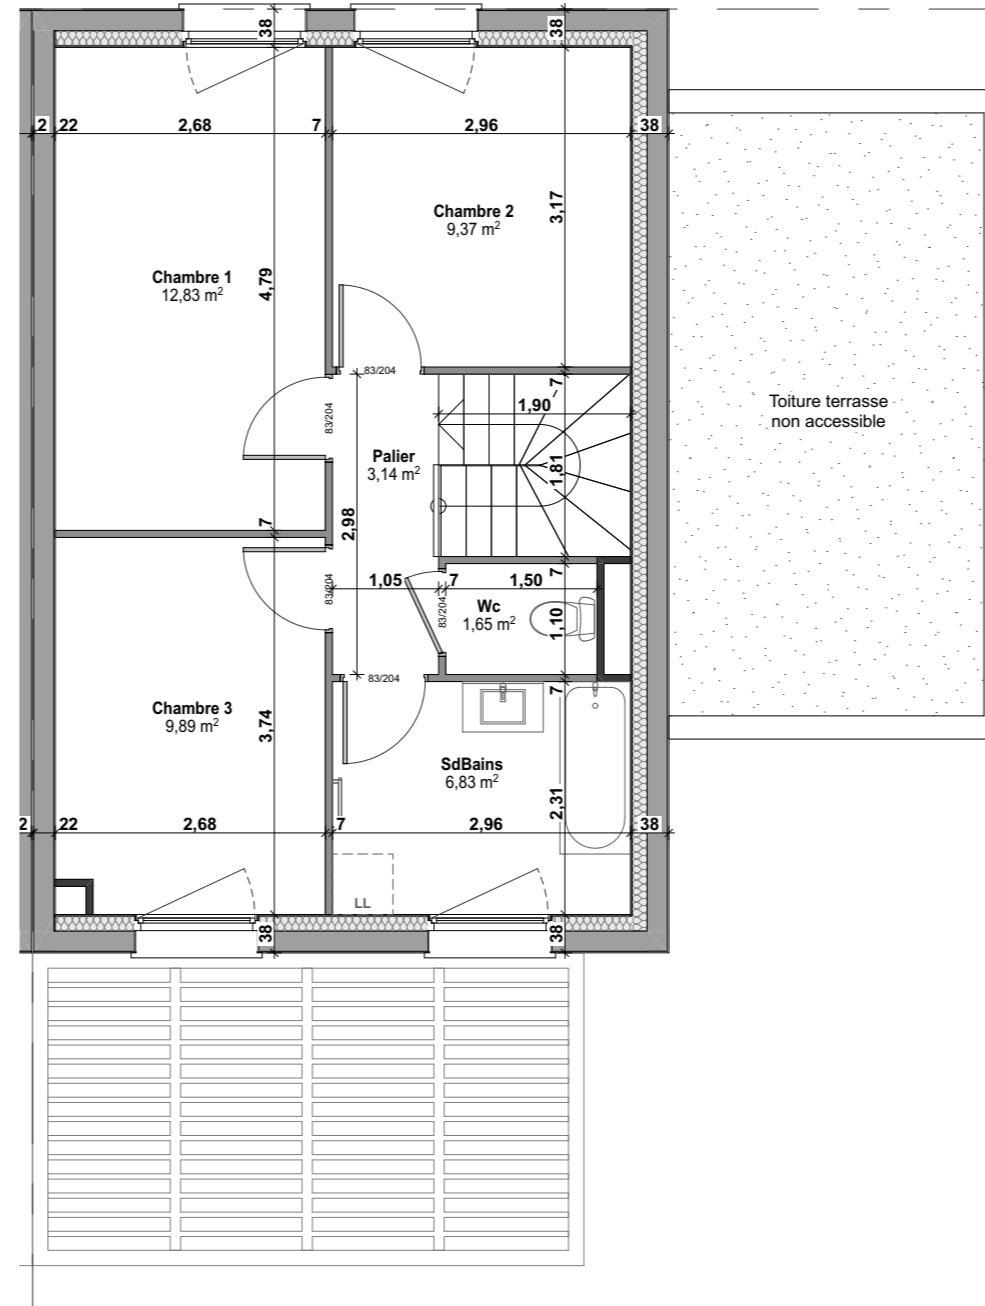 38
38
2
22
2,68
7
2,96
38
Chambre 2
9,37 m²
3,17
Chambre 1
12,83 m²
4,79
83/204
7
83/204
1,90
Toiture terrasse
non accessible
Palier
3,14 m²
1,81
2,98
7
83/204
1,05
7
1,50
7
Wc
1,65 m²
83/204
1,10
83/204
7
Chambre 3
9,89 m²
3,74
SdBains
6,83 m²
2,31
2
22
2,68
7
2,96
38
LL
38
38